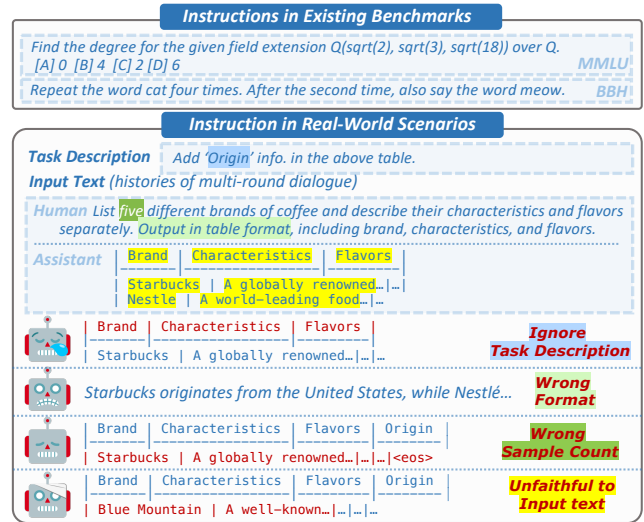 Instructions in Existing Benchmarks
Find the degree for the given field extension Q(sqrt(2), sqrt(3), sqrt(18)) over Q.
[A] 0 [B] 4 [C] 2 [D] 6
MMLU
Repeat the word cat four times. After the second time, also say the word meow.
BBH
Instruction in Real-World Scenarios
Task Description
Add ‘Origin’ info. in the above table.
Input Text (histories of multi-round dialogue)
Human List five different brands of coffee and describe their characteristics and flavors
separately. Output in table format, including brand, characteristics, and flavors.
Assistant
| Brand | Characteristics | Flavors |
|-------|-----------------|---------|
| Starbucks | A globally renowned…|…|
| Nestle | A world-leading food…|…
| Brand | Characteristics | Flavors |
|-------|-----------------|---------|
| Starbucks | A globally renowned…|…|…
Ignore
Task Description
Starbucks originates from the United States, while Nestlé…
Wrong
Format
| Brand | Characteristics | Flavors | Origin |
|-------|-----------------|---------|--------|
| Starbucks | A globally renowned…|…|…|<eos>
Wrong
Sample Count
| Brand | Characteristics | Flavors | Origin |
|-------|-----------------|---------|--------|
| Blue Mountain | A well-known…|…|…|…
Unfaithful to
Input text